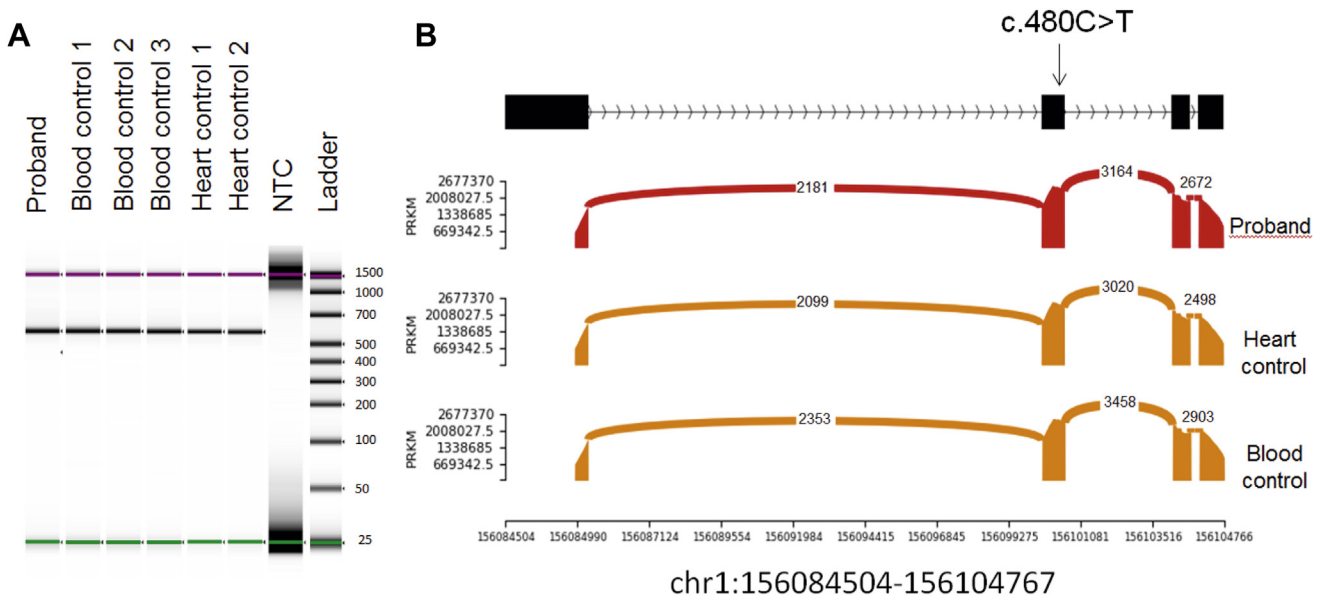 A
Proband
Blood control 1
Blood control 2
Blood control 3
Heart control 1
Heart control 2
NTC
Ladder
1500
1000
700
500
400
300
200
100
50
25
B
c.480C>T
PRKM
2677370
2008027.5
1338685
669342.5
2181
3164
2672
Proband
PRKM
2677370
2008027.5
1338685
669342.5
2099
3020
2498
Heart
control
PRKM
2677370
2008027.5
1338685
669342.5
2353
3458
2903
Blood
control
156084504 156084990 156087124 156089554 156091984 156094415 156096845 156099275 156101081 156103516 156104766
chr1:156084504-156104767